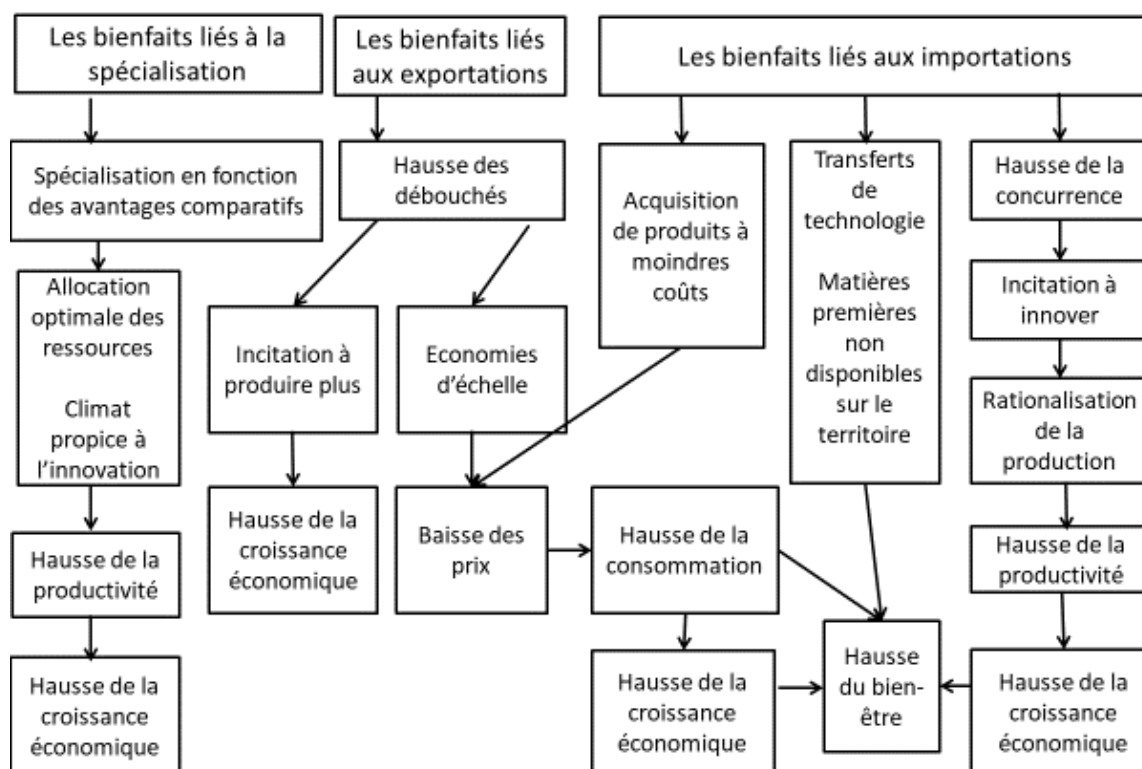 Les bienfaits liés à la
spécialisation
Les bienfaits liés
aux exportations
Les bienfaits liés aux importations
Spécialisation en fonction
des avantages comparatifs
Hausse des
débouchés
Acquisition
de produits à
moindres
coûts
Transferts
de
technologie
Matières
premières
non
disponibles
sur le
territoire
Hausse de la
concurrence
Allocation
optimale des
ressources
Climat
propice à
l'innovation
Incitation à
produire plus
Economies
d'échelle
Incitation à
innover
Rationalisation
de la
production
Hausse de la
croissance
économique
Baisse des
prix
Hausse de la
consommation
Hausse de la
productivité
Hausse de la
productivité
Hausse de la
croissance
économique
Hausse de la
croissance
économique
Hausse
du bien-
être
Hausse de la
croissance
économique